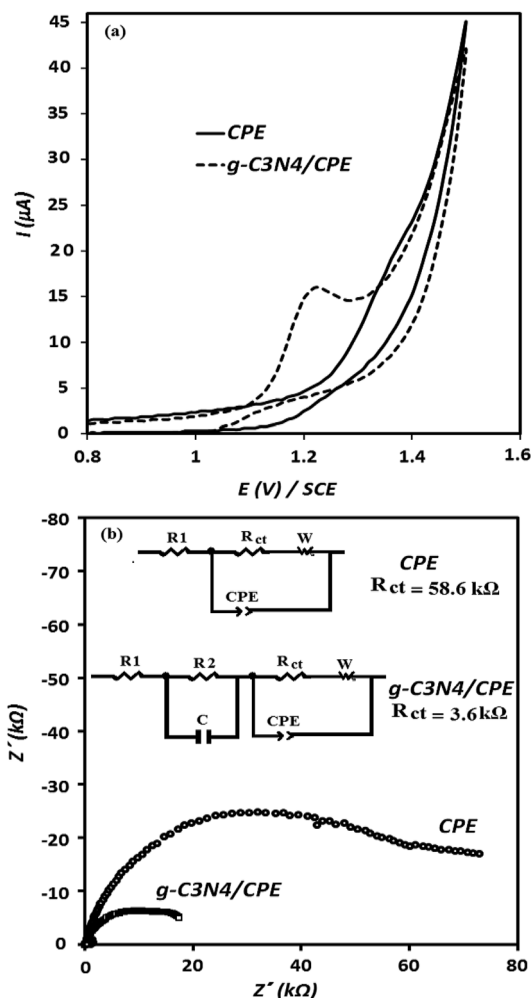 (a)
45
40
35
30
25
20
15
10
5
0
I (µA)
CPE
g-C3N4/CPE
0.8 1 1.2 1.4 1.6
E (V) / SCE
(b)
-80
-70
-60
-50
-40
-30
-20
-10
0
Z´ (kΩ)
R1 Rct W
CPE
CPE
Rct = 58.6 kΩ
R1 R2 Rct W
C CPE
g-C3N4/CPE
Rct = 3.6kΩ
CPE
g-C3N4/CPE
0 20 40 60 80
Z˝ (kΩ)